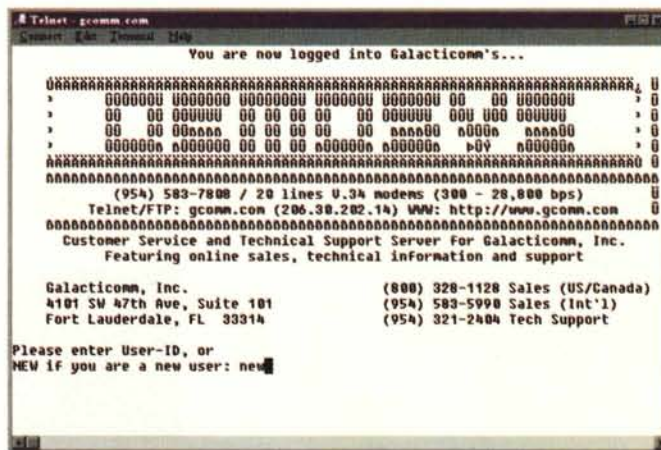 Telnet - gcomm.com
Connect Edit Terminal Help
You are now logged into Galacticomm's...
DEMOSYS
(954) 583-7808 / 20 lines V.34 modems (300 - 28,800 bps)
Telnet/FTP: gcomm.com (206.30.202.14) WWW: http://www.gcomm.com
Customer Service and Technical Support Server for Galacticomm, Inc.
Featuring online sales, technical information and support
Galacticomm, Inc. (800) 328-1128 Sales (US/Canada)
4101 SW 47th Ave, Suite 101 (954) 583-5990 Sales (Int'l)
Fort Lauderdale, FL 33314 (954) 321-2404 Tech Support
Please enter User-ID, or
NEW if you are a new user: new